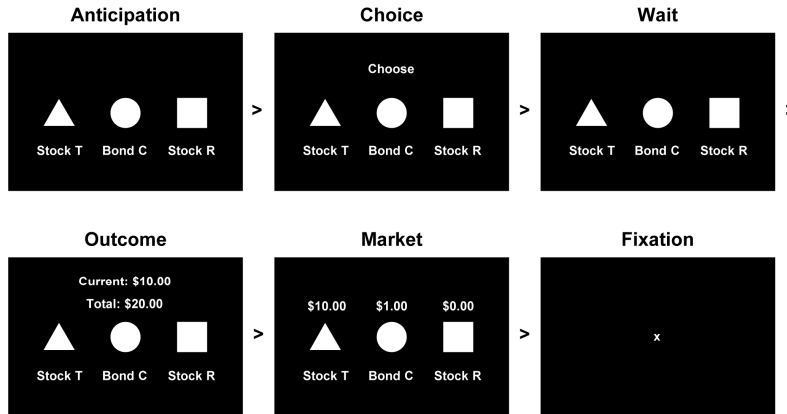 Anticipation Choice Wait
Choose
> > >
Stock T Bond C Stock R Stock T Bond C Stock R Stock T Bond C Stock R
Outcome Market Fixation
Current: $10.00
Total: $20.00
$10.00 $1.00 $0.00
> >
x
Stock T Bond C Stock R Stock T Bond C Stock R